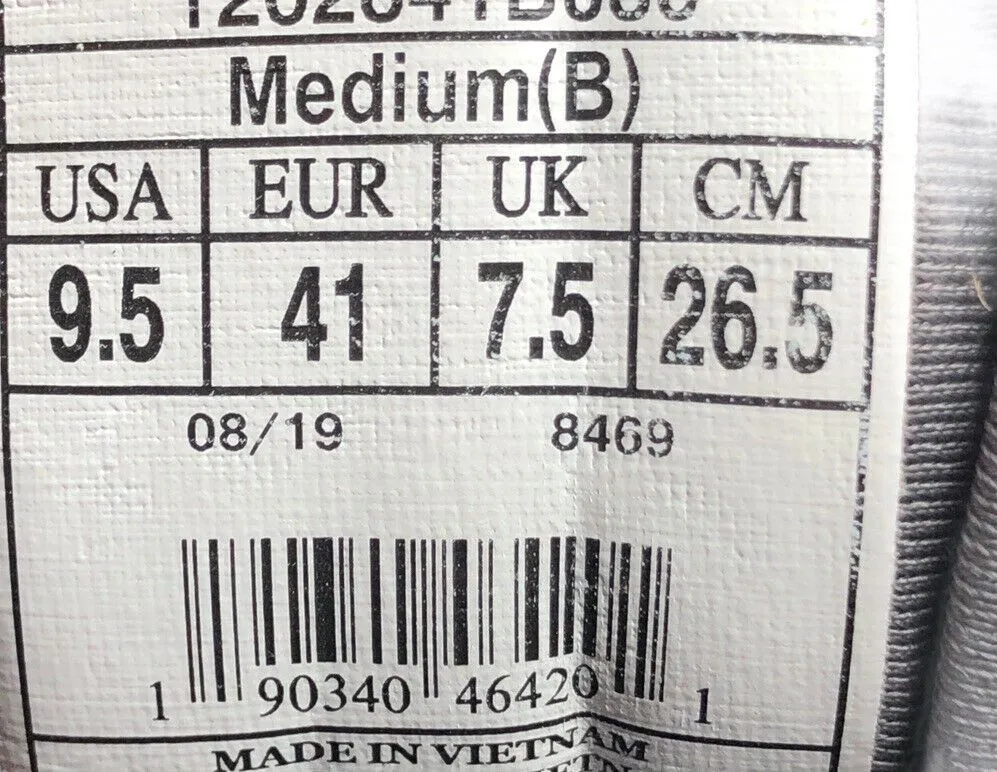 Medium(B)
USA EUR UK CM
9.5 41 7.5 26.5
08/19 8469
1 90340 46420 1
MADE IN VIETNAM